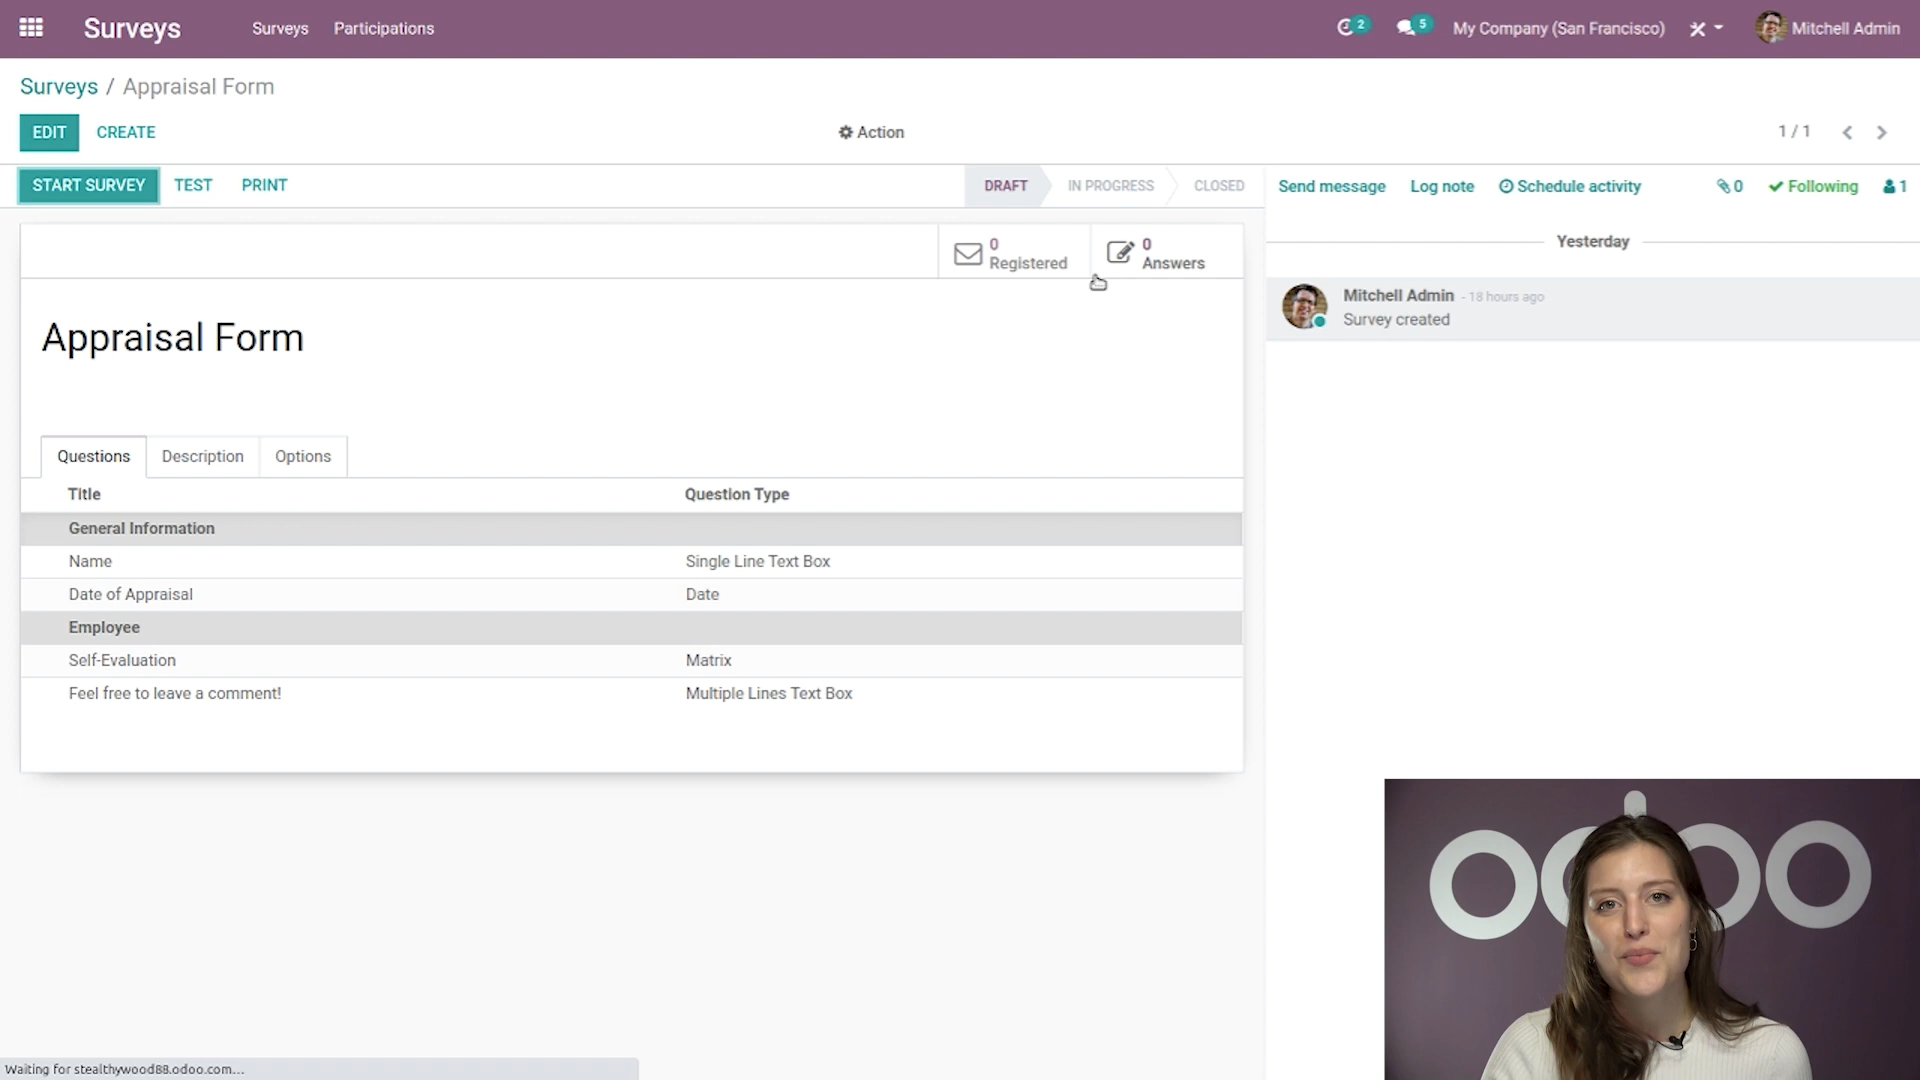 Surveys Surveys Participations 2 5 My Company (San Francisco) Mitchell Admin
Surveys / Appraisal Form
EDIT CREATE Action 1 / 1
START SURVEY TEST PRINT DRAFT IN PROGRESS CLOSED Send message Log note Schedule activity 0 Following 1
0 Registered
0 Answers
Yesterday
Mitchell Admin - 18 hours ago
Survey created
Appraisal Form
Questions Description Options
Title Question Type
General Information
Name Single Line Text Box
Date of Appraisal Date
Employee
Self-Evaluation Matrix
Feel free to leave a comment! Multiple Lines Text Box
odoo
Waiting for stealthywood88.odoo.com...